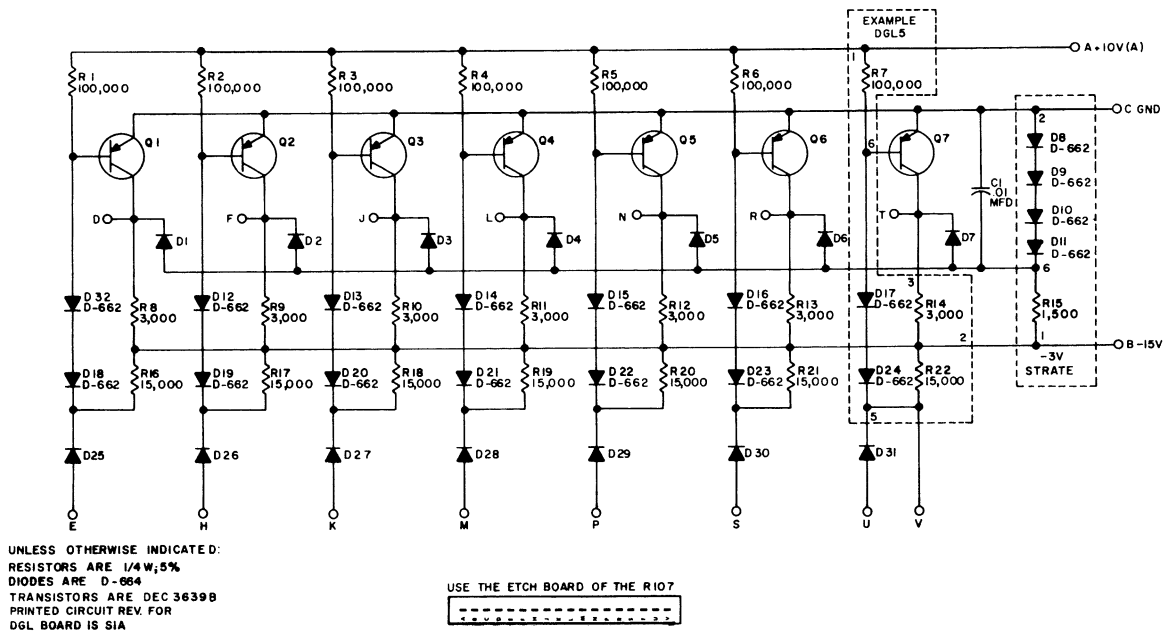 EXAMPLE
DGL5
1
A+10V(A)
R1
100,000
R2
100,000
R3
100,000
R4
100,000
R5
100,000
R6
100,000
R7
100,000
C GND
2
Q1
Q2
Q3
Q4
Q5
Q6
6
Q7
D8
D-662
D9
D-662
D10
D-662
D11
D-662
C1
.01
MFD
D
F
J
L
N
R
T
D1
D2
D3
D4
D5
D6
D7
6
3
D32
D-662
R8
3,000
D12
D-662
R9
3,000
D13
D-662
R10
3,000
D14
D-662
R11
3,000
D15
D-662
R12
3,000
D16
D-662
R13
3,000
D17
D-662
R14
3,000
R15
1,500
2
1
B-15V
-3V
STRATE
D18
D-662
R16
15,000
D19
D-662
R17
15,000
D20
D-662
R18
15,000
D21
D-662
R19
15,000
D22
D-662
R20
15,000
D23
D-662
R21
15,000
D24
D-662
R22
15,000
5
D25
D26
D27
D28
D29
D30
D31
E
H
K
M
P
S
U
V
UNLESS OTHERWISE INDICATED:
RESISTORS ARE 1/4W;5%
DIODES ARE D-664
TRANSISTORS ARE DEC 3639B
PRINTED CIRCUIT REV. FOR
DGL BOARD IS S1A
USE THE ETCH BOARD OF THE R107